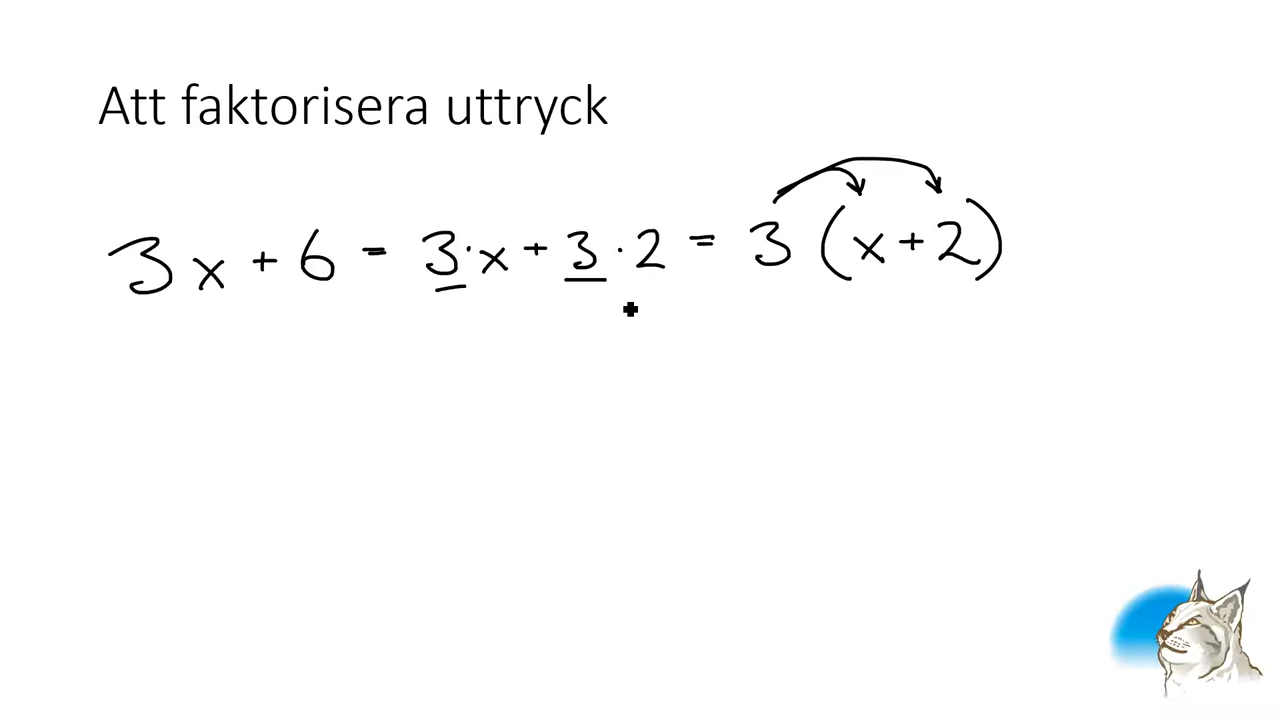 Att faktorisera uttryck
3x + 6 = 3·x + 3·2 = 3(x+2)